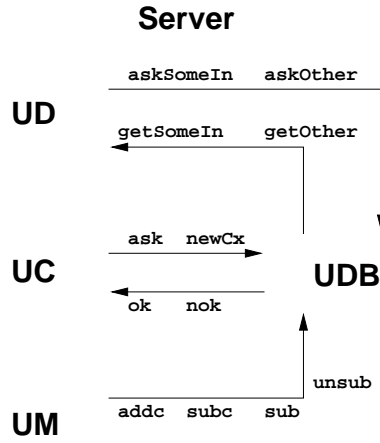 Server
askSomeIn askOther
UD
getSomeIn getOther
ask newCx
UC
UDB
ok nok
unsub
addc subc sub
UM